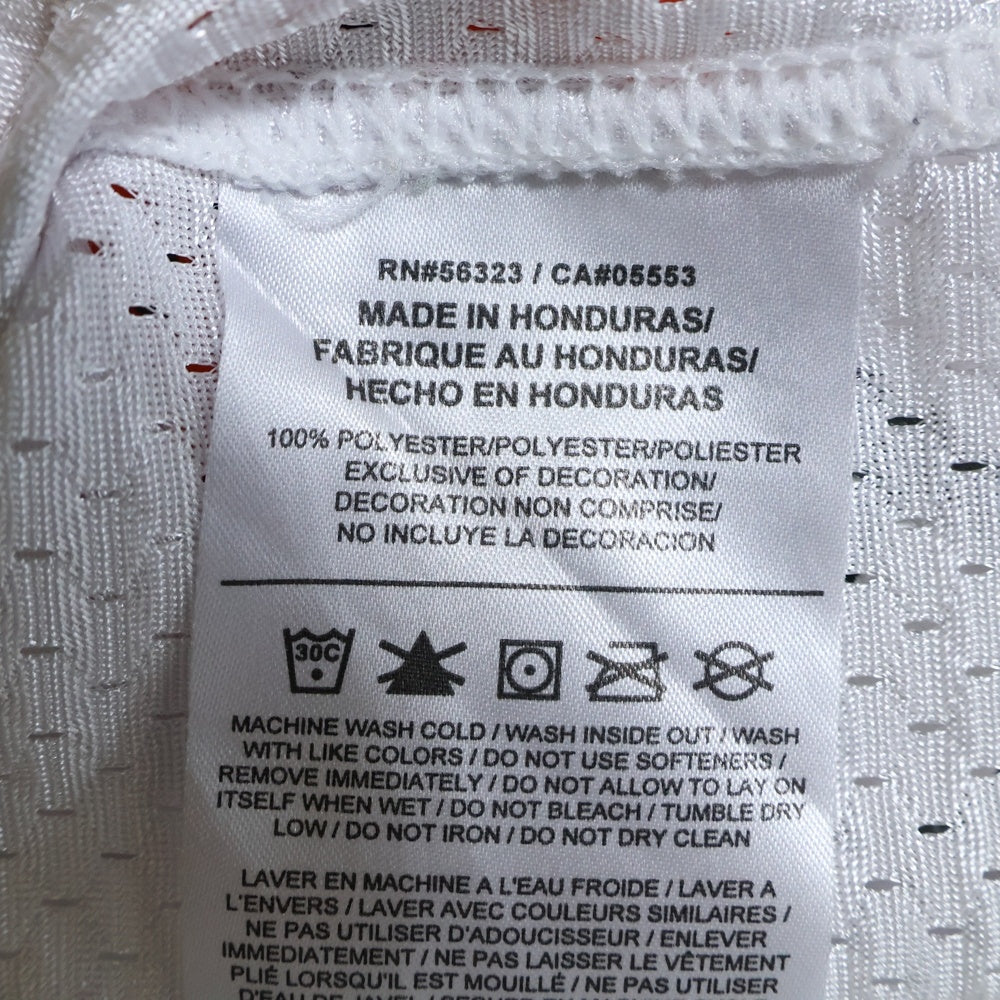 RN#56323 / CA#05553
MADE IN HONDURAS/
FABRIQUE AU HONDURAS/
HECHO EN HONDURAS
100% POLYESTER/POLYESTER/POLIESTER
EXCLUSIVE OF DECORATION/
DECORATION NON COMPRISE/
NO INCLUYE LA DECORACION
30C
MACHINE WASH COLD / WASH INSIDE OUT / WASH
WITH LIKE COLORS / DO NOT USE SOFTENERS /
REMOVE IMMEDIATELY / DO NOT ALLOW TO LAY ON
ITSELF WHEN WET / DO NOT BLEACH / TUMBLE DRY
LOW / DO NOT IRON / DO NOT DRY CLEAN
LAVER EN MACHINE A L'EAU FROIDE / LAVER A
L'ENVERS / LAVER AVEC COULEURS SIMILAIRES /
NE PAS UTILISER D'ADOUCISSEUR / ENLEVER
IMMEDIATEMENT / NE PAS LAISSER LE VÊTEMENT
PLIÉ LORSQU'IL EST MOUILLÉ / NE PAS UTILISER
D'EAU DE JAVEL /